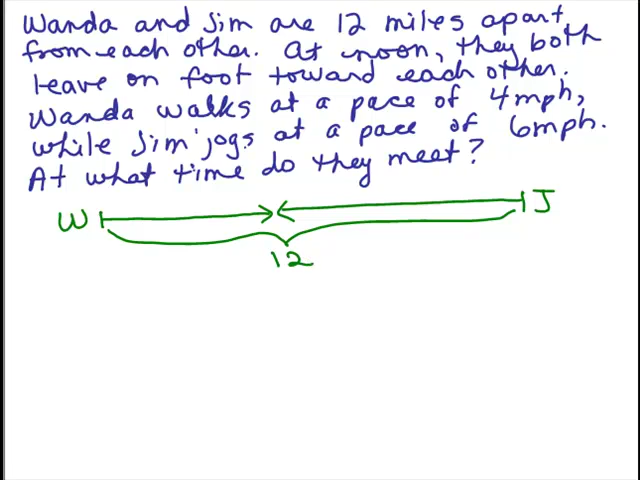 Wanda and Jim are 12 miles apart
from each other. At noon, they both
leave on foot toward each other.
Wanda walks at a pace of 4mph,
while Jim jogs at a pace of 6mph.
At what time do they meet?
W J
12